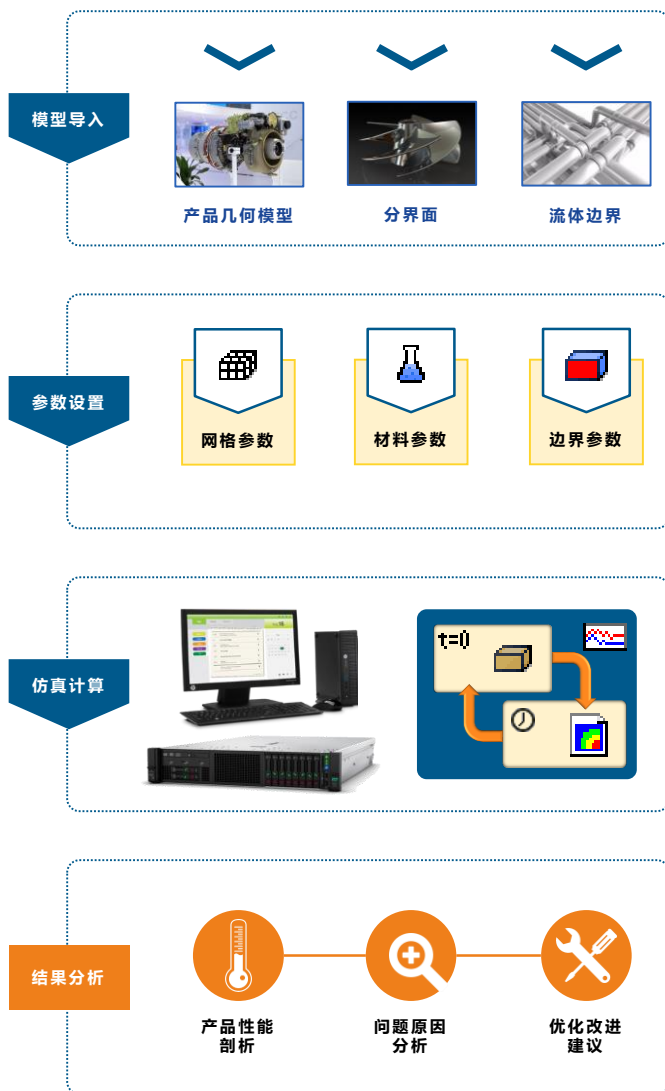 模型导入
产品几何模型
分界面
流体边界
参数设置
网格参数
材料参数
边界参数
仿真计算
t=0
结果分析
产品性能
剖析
问题原因
分析
优化改进
建议